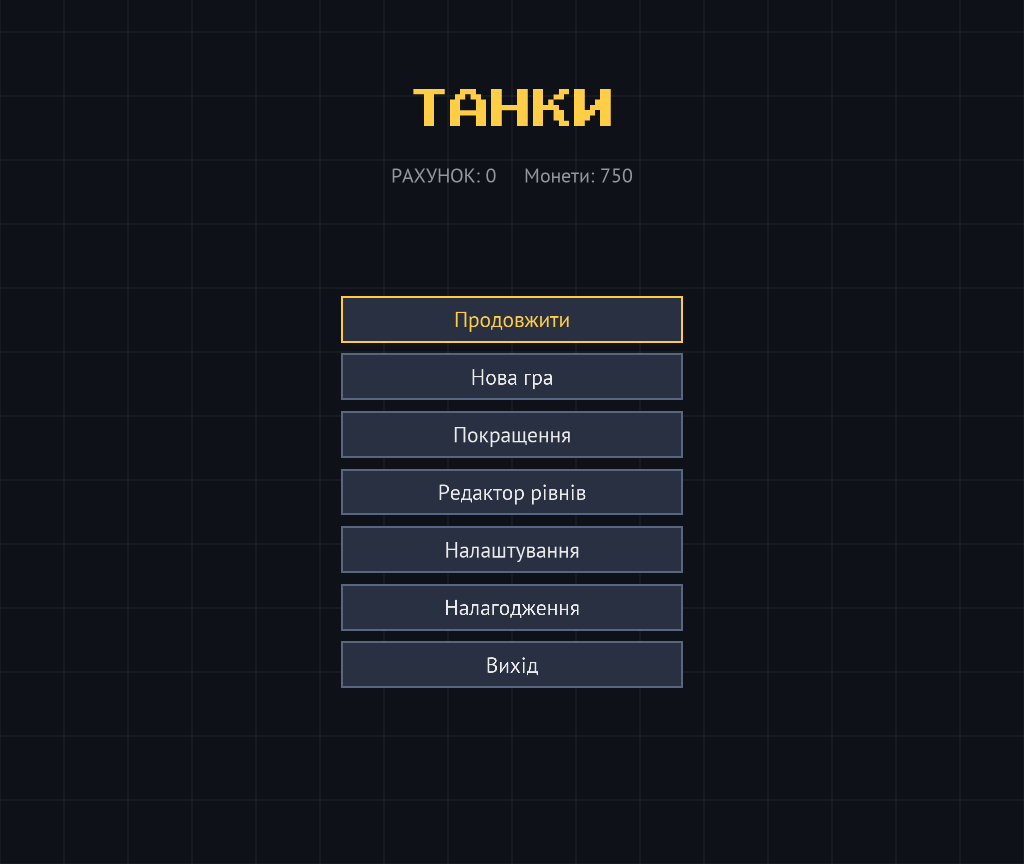 ТАНКИ
РАХУНОК: 0 Монети: 750
Продовжити
Нова гра
Покращення
Редактор рівнів
Налаштування
Налагодження
Вихід